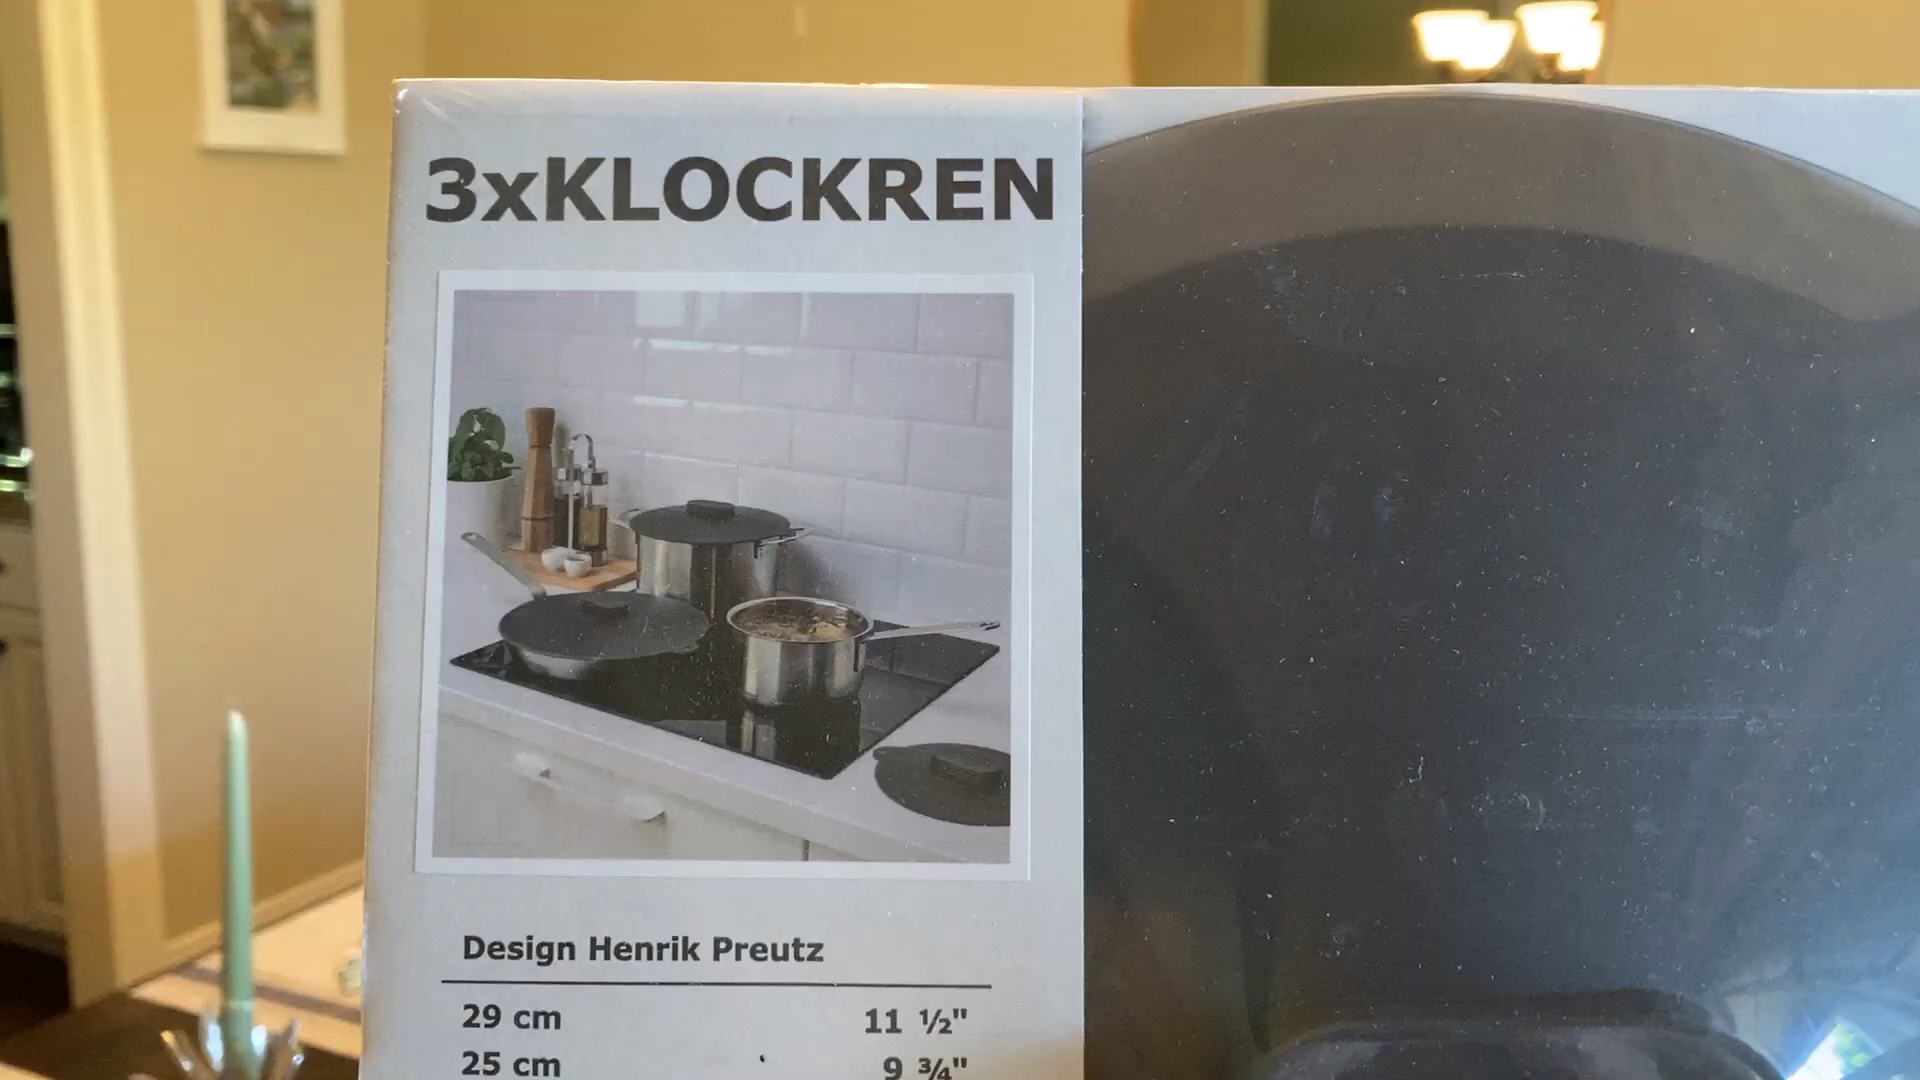 3xKLOCKREN
Design Henrik Preutz
29 cm 11 ½"
25 cm 9 ¾"